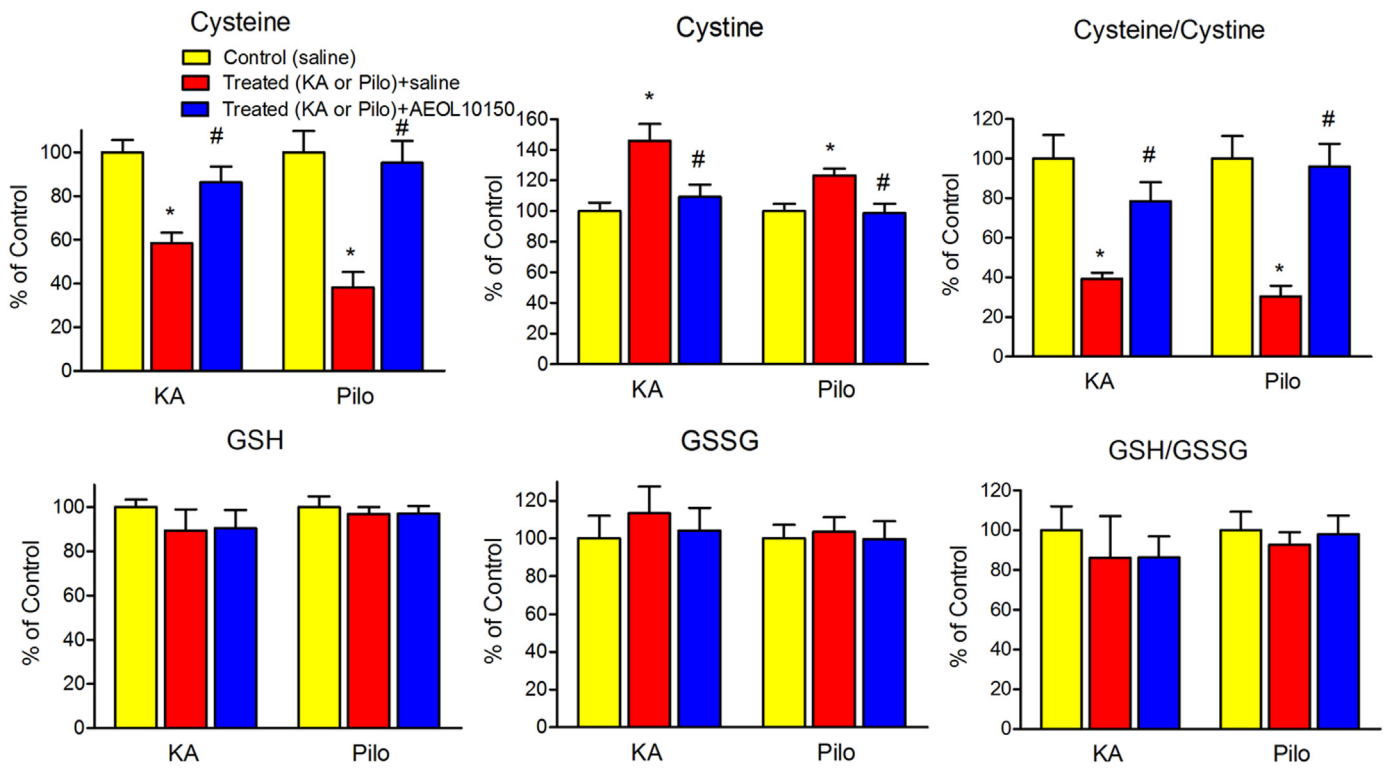 Cysteine
Control (saline)
Treated (KA or Pilo)+saline
Treated (KA or Pilo)+AEOL10150
% of Control
100
80
60
40
20
0
*
#
*
#
KA
Pilo
Cystine
% of Control
160
140
120
100
80
60
40
20
0
*
#
*
#
KA
Pilo
Cysteine/Cystine
% of Control
120
100
80
60
40
20
0
*
#
*
#
KA
Pilo
GSH
% of Control
100
80
60
40
20
0
KA
Pilo
GSSG
% of Control
120
100
80
60
40
20
0
KA
Pilo
GSH/GSSG
% of Control
120
100
80
60
40
20
0
KA
Pilo